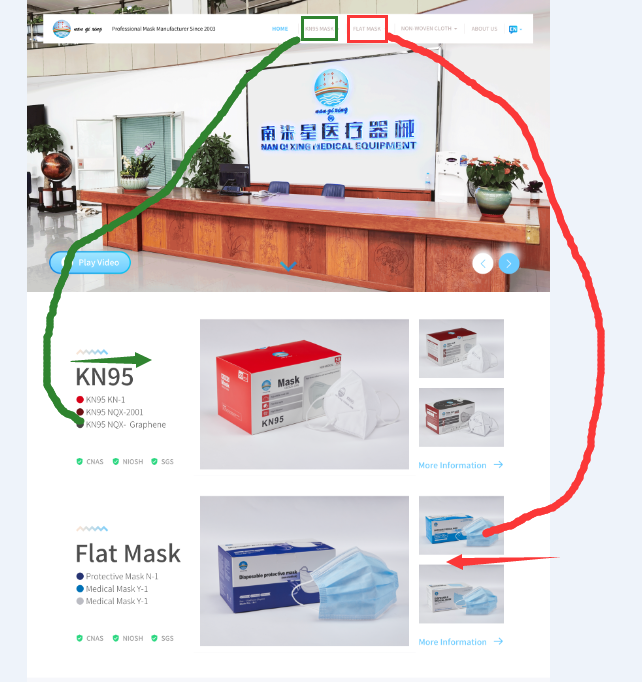 nan qi xing
Professional Mask Manufacturer Since 2003
HOME
KN95 MASK
FLAT MASK
NON-WOVEN CLOTH
ABOUT US
EN
nan qi xing
南淇星医疗器械
NAN QI XING MEDICAL EQUIPMENT
Play Video
KN95
KN95 KN-1
KN95 NQX-2001
KN95 NQX- Graphene
CNAS
NIOSH
SGS
Mask
KN95
More Information
Flat Mask
Protective Mask N-1
Medical Mask Y-1
Medical Mask Y-1
CNAS
NIOSH
SGS
Disposable protective mask
More Information